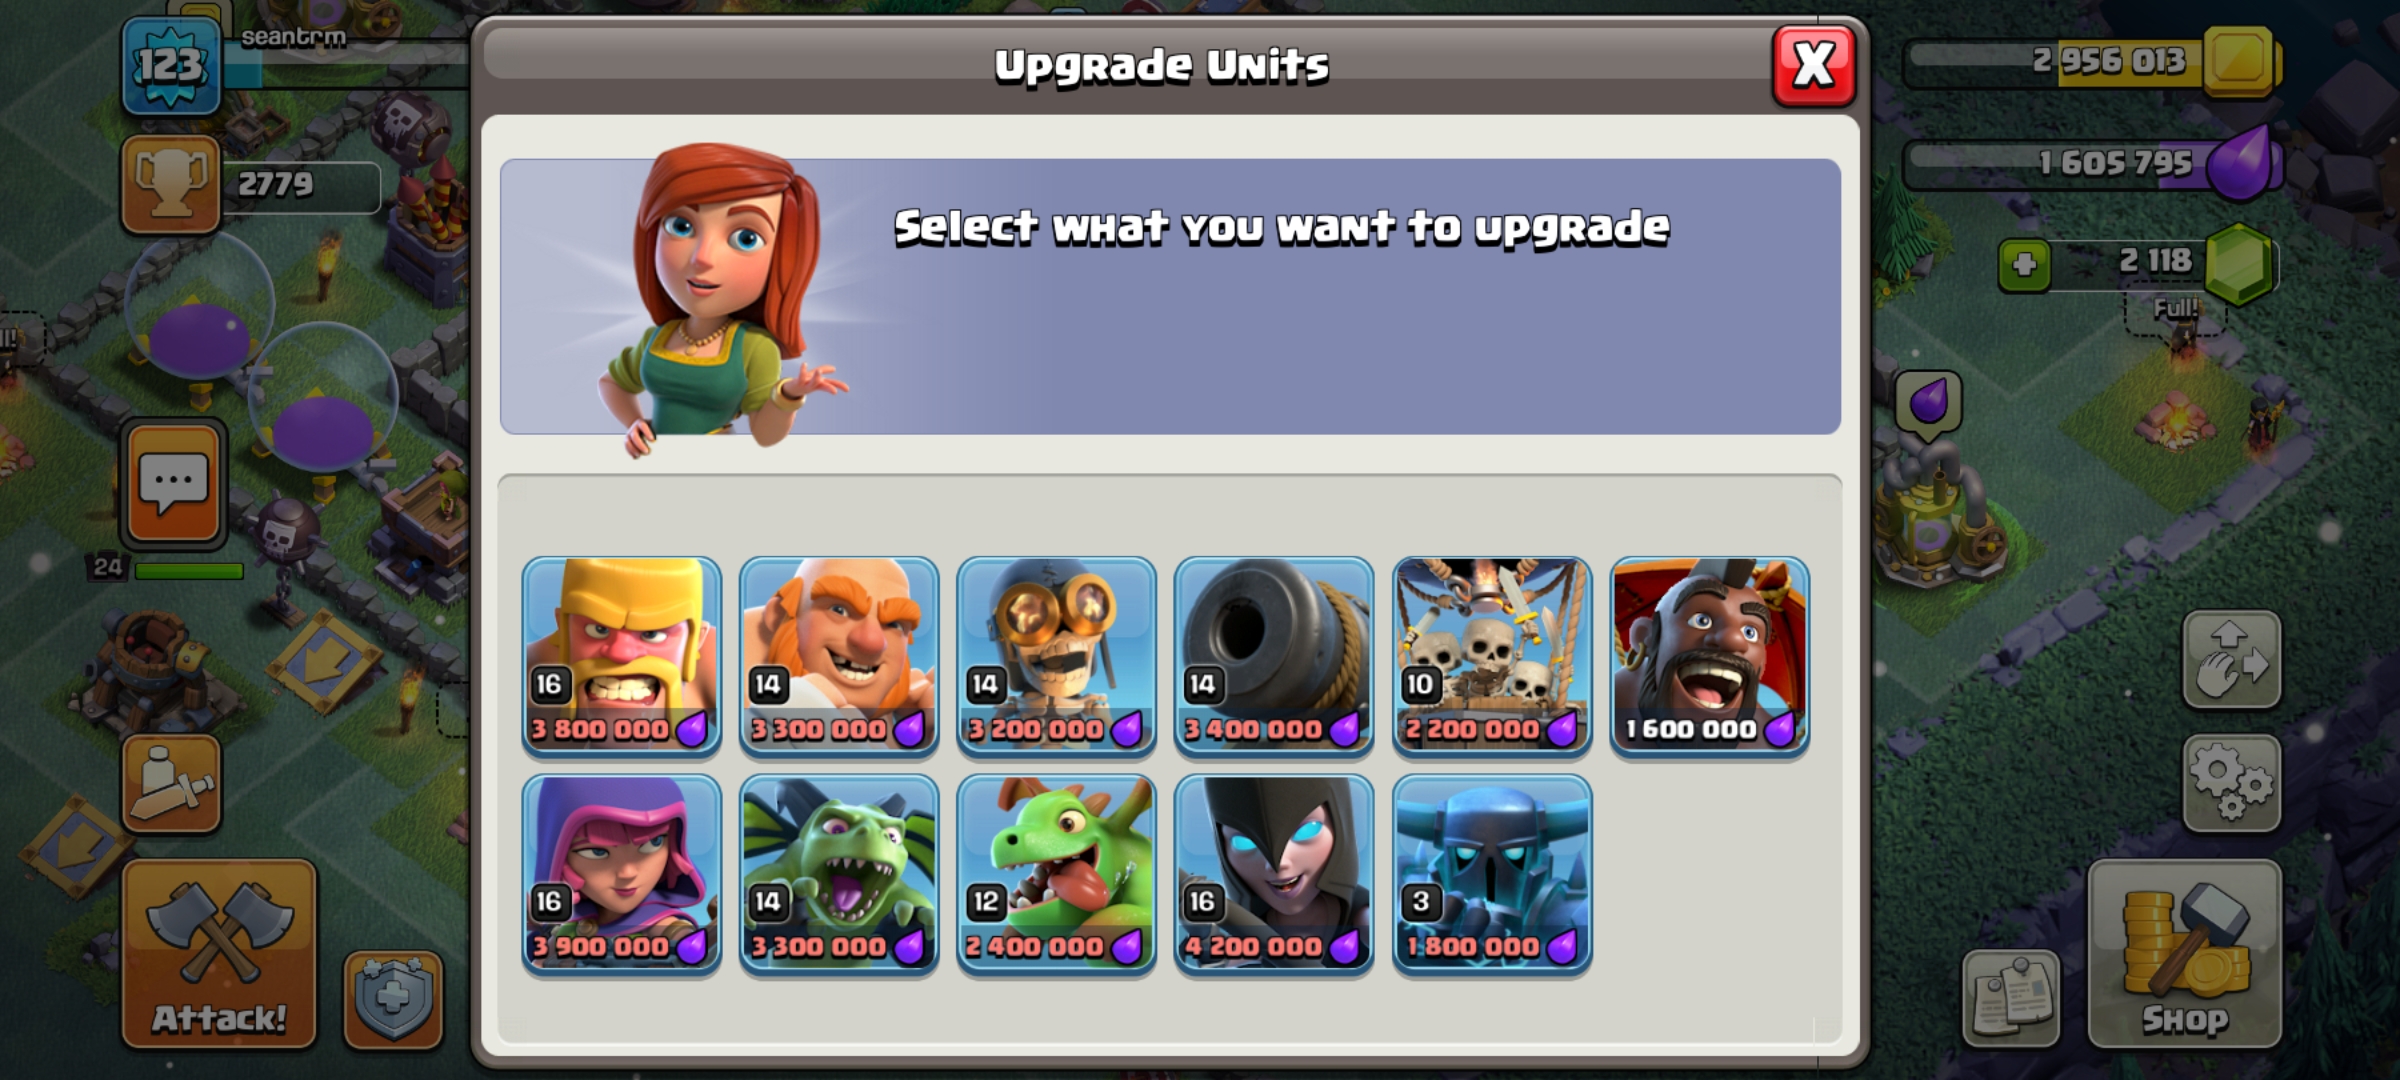 123
seantrm
Upgrade Units
X
2 956 013
2779
1 605 795
Select what you want to upgrade
2 118
Full!
ll!
24
16
14
14
14
10
3 800 000
3 300 000
3 200 000
3 400 000
2 200 000
1 600 000
16
14
12
16
3
3 900 000
3 300 000
2 400 000
4 200 000
1 800 000
Attack!
Shop